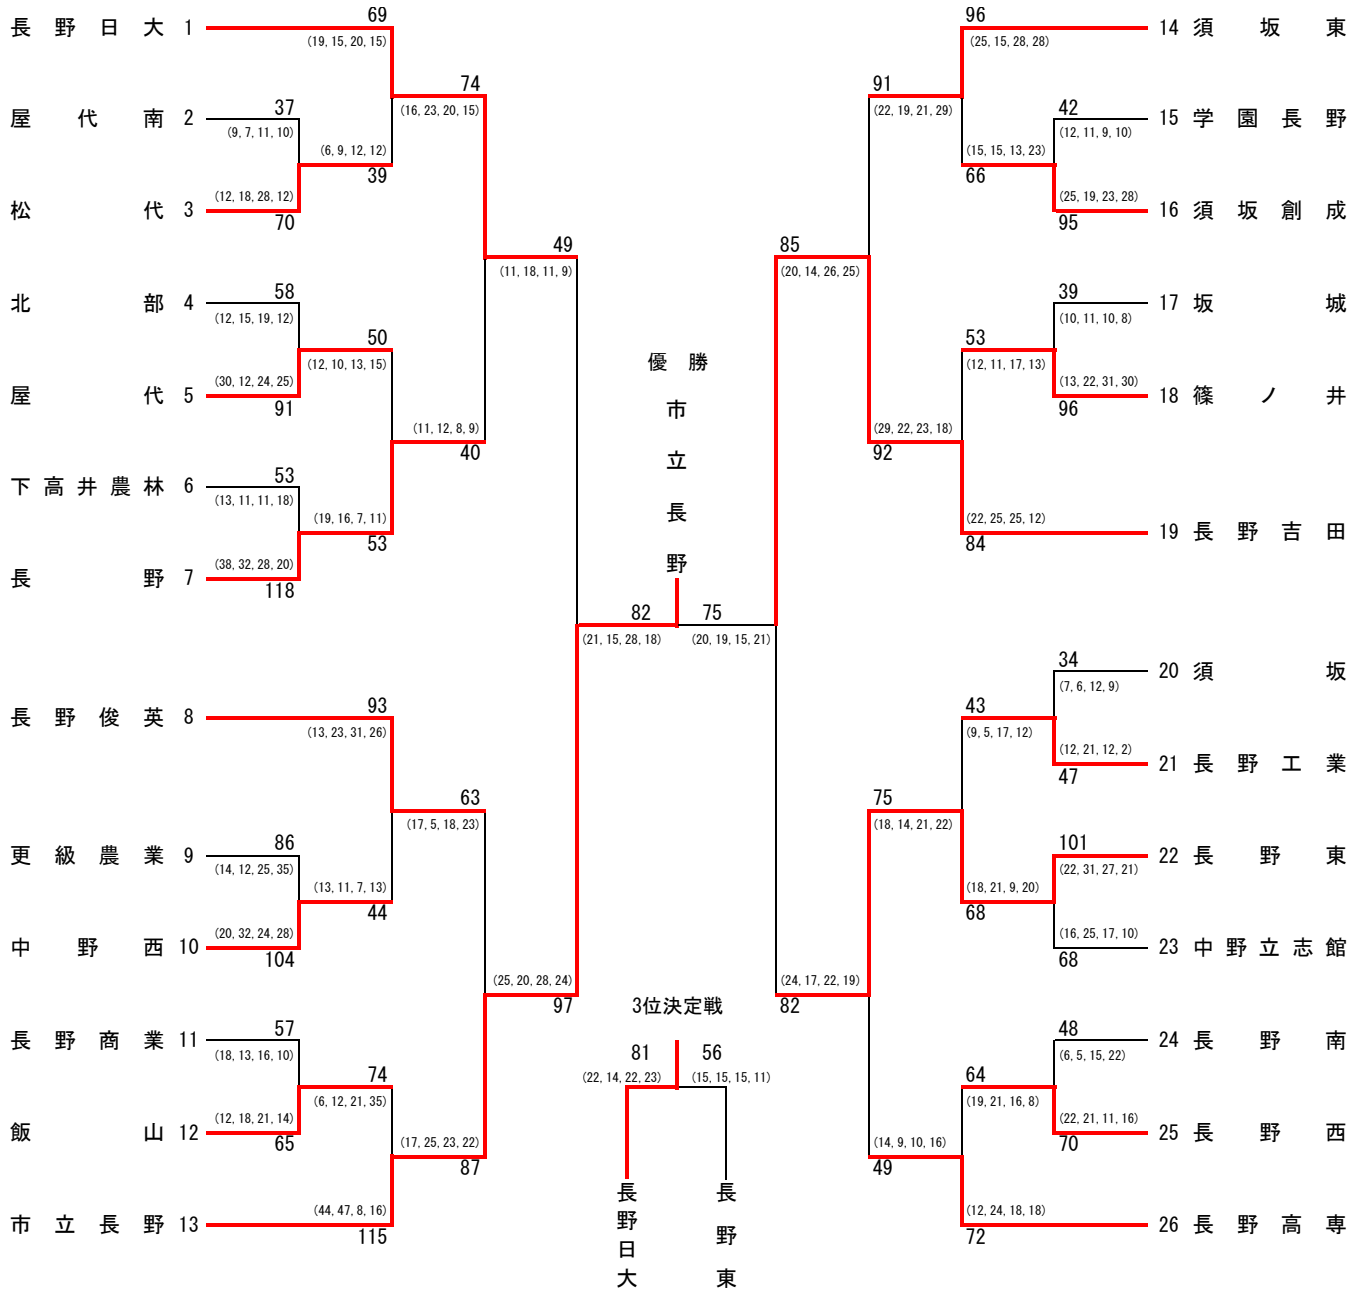 長野日大 1
69
(19, 15, 20, 15)
74
(16, 23, 20, 15)
屋代南 2
37
(9, 7, 11, 10)
(6, 9, 12, 12)
39
松代 3
(12, 18, 28, 12)
70
49
(11, 18, 11, 9)
北部 4
58
(12, 15, 19, 12)
50
(12, 10, 13, 15)
屋代 5
(30, 12, 24, 25)
91
(11, 12, 8, 9)
40
下高井農林 6
53
(13, 11, 11, 18)
(19, 16, 7, 11)
53
長野 7
(38, 32, 28, 20)
118
長野俊英 8
93
(13, 23, 31, 26)
63
(17, 5, 18, 23)
更級農業 9
86
(14, 12, 25, 35)
(13, 11, 7, 13)
44
中野西 10
(20, 32, 24, 28)
104
(25, 20, 28, 24)
97
長野商業 11
57
(18, 13, 16, 10)
74
(6, 12, 21, 35)
飯山 12
(12, 18, 21, 14)
65
(17, 25, 23, 22)
87
市立長野 13
(44, 47, 8, 16)
115
優勝
市立長野
82
(21, 15, 28, 18)
75
(20, 19, 15, 21)
3位決定戦
81
(22, 14, 22, 23)
56
(15, 15, 15, 11)
長野日大
長野東
96
(25, 15, 28, 28)
14 須坂東
91
(22, 19, 21, 29)
42
(12, 11, 9, 10)
15 学園長野
(15, 15, 13, 23)
66
(25, 19, 23, 28)
95
16 須坂創成
85
(20, 14, 26, 25)
39
(10, 11, 10, 8)
17 坂城
53
(12, 11, 17, 13)
(13, 22, 31, 30)
96
18 篠ノ井
(29, 22, 23, 18)
92
(22, 25, 25, 12)
84
19 長野吉田
34
(7, 6, 12, 9)
20 須坂
43
(9, 5, 17, 12)
(12, 21, 12, 2)
47
21 長野工業
75
(18, 14, 21, 22)
101
(22, 31, 27, 21)
22 長野東
(18, 21, 9, 20)
68
(16, 25, 17, 10)
68
23 中野立志館
(24, 17, 22, 19)
82
48
(6, 5, 15, 22)
24 長野南
64
(19, 21, 16, 8)
(22, 21, 11, 16)
70
25 長野西
(14, 9, 10, 16)
49
(12, 24, 18, 18)
72
26 長野高専